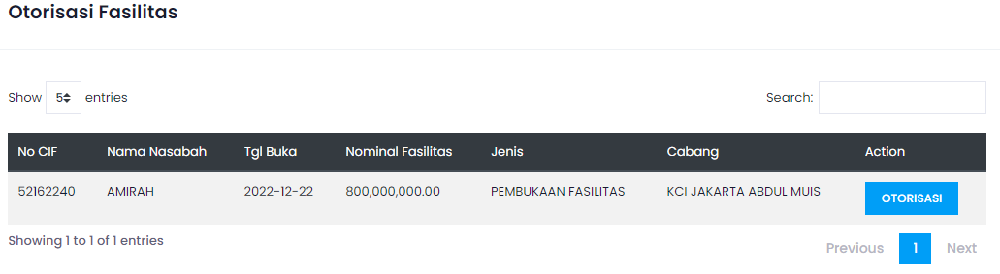 Otorisasi Fasilitas
Show 5 entries Search:
No CIF Nama Nasabah Tgl Buka Nominal Fasilitas Jenis Cabang Action
52162240 AMIRAH 2022-12-22 800,000,000.00 PEMBUKAAN FASILITAS KCI JAKARTA ABDUL MUIS OTORISASI
Showing 1 to 1 of 1 entries Previous 1 Next